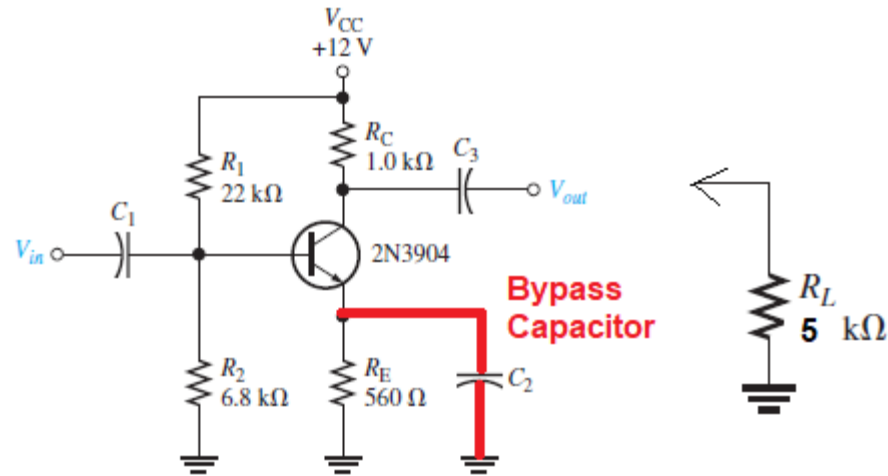 V_CC
+12 V
R_C
1.0 kΩ
C_3
R_1
22 kΩ
V_out
C_1
V_in
2N3904
Bypass
Capacitor
R_L
5 kΩ
R_2
6.8 kΩ
R_E
560 Ω
C_2